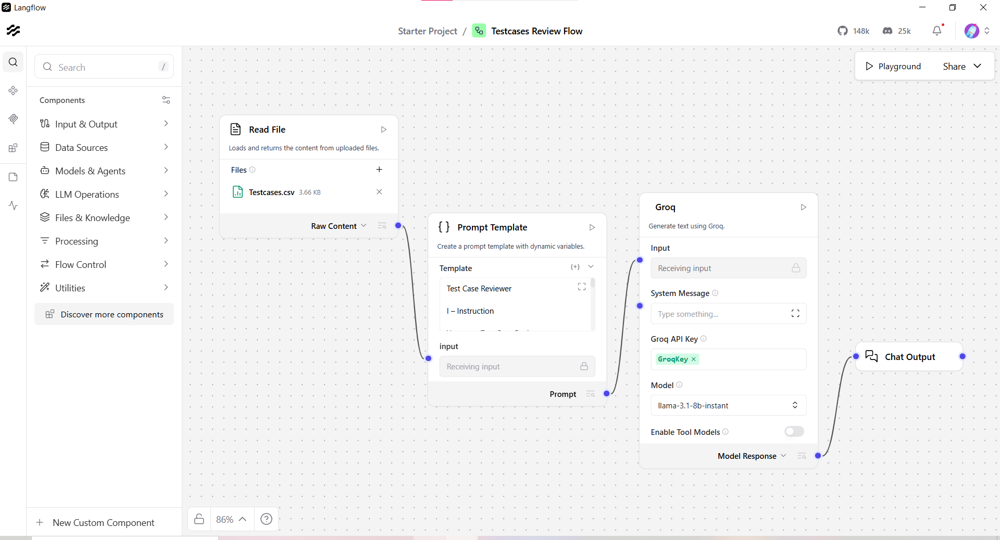 Langflow
Starter Project / Testcases Review Flow
148k
25k
Search
/
Components
Input & Output
Data Sources
Models & Agents
LLM Operations
Files & Knowledge
Processing
Flow Control
Utilities
Discover more components
New Custom Component
Playground
Share
Read File
Loads and returns the content from uploaded files.
Files
Testcases.csv 3.66 KB
Raw Content
{ } Prompt Template
Create a prompt template with dynamic variables.
Template
{+}
Test Case Reviewer
I – Instruction
input
Receiving input
Prompt
Groq
Generate text using Groq.
Input
Receiving input
System Message
Type something...
Groq API Key
GroqKey ×
Model
llama-3.1-8b-instant
Enable Tool Models
Model Response
Chat Output
86%